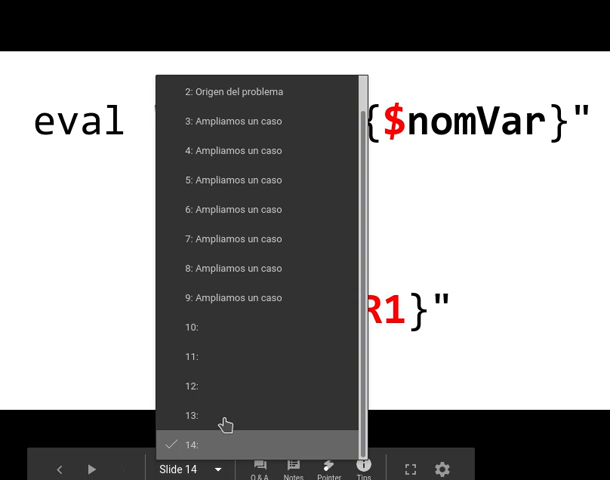 2: Origen del problema
eval {$nomVar}"
3: Ampliamos un caso
4: Ampliamos un caso
5: Ampliamos un caso
6: Ampliamos un caso
7: Ampliamos un caso
8: Ampliamos un caso
9: Ampliamos un caso
R1}"
10:
11:
12:
13:
14:
Slide 14
Q & A
Notes
Pointer
Tips